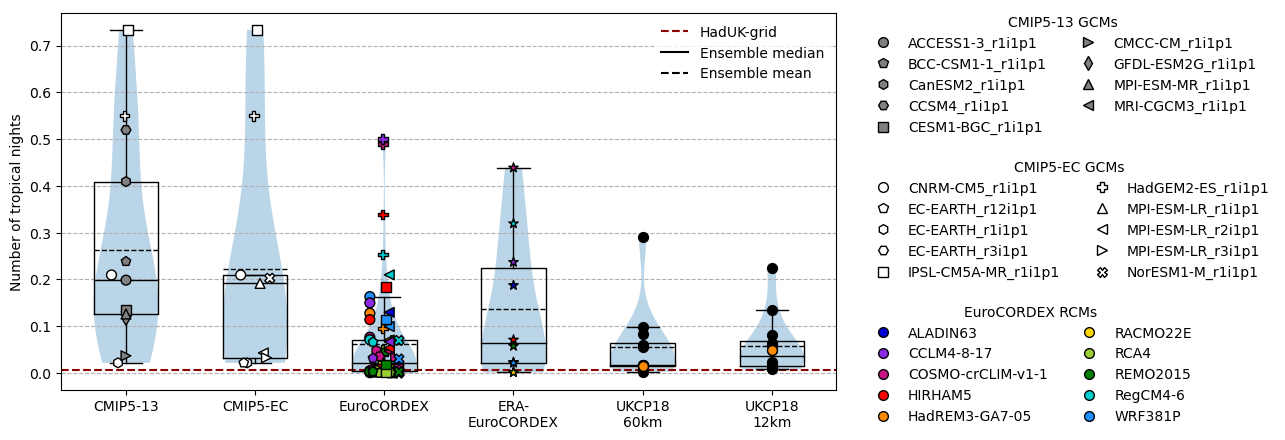 Number of tropical nights
0.7
0.6
0.5
0.4
0.3
0.2
0.1
0.0
HadUK-grid
Ensemble median
Ensemble mean
CMIP5-13
CMIP5-EC
EuroCORDEX
ERA-
EuroCORDEX
UKCP18
60km
UKCP18
12km
CMIP5-13 GCMs
ACCESS1-3_r1i1p1
BCC-CSM1-1_r1i1p1
CanESM2_r1i1p1
CCSM4_r1i1p1
CESM1-BGC_r1i1p1
CMCC-CM_r1i1p1
GFDL-ESM2G_r1i1p1
MPI-ESM-MR_r1i1p1
MRI-CGCM3_r1i1p1
CMIP5-EC GCMs
CNRM-CM5_r1i1p1
EC-EARTH_r12i1p1
EC-EARTH_r1i1p1
EC-EARTH_r3i1p1
IPSL-CM5A-MR_r1i1p1
HadGEM2-ES_r1i1p1
MPI-ESM-LR_r1i1p1
MPI-ESM-LR_r2i1p1
MPI-ESM-LR_r3i1p1
NorESM1-M_r1i1p1
EuroCORDEX RCMs
ALADIN63
CCLM4-8-17
COSMO-crCLIM-v1-1
HIRHAM5
HadREM3-GA7-05
RACMO22E
RCA4
REMO2015
RegCM4-6
WRF381P